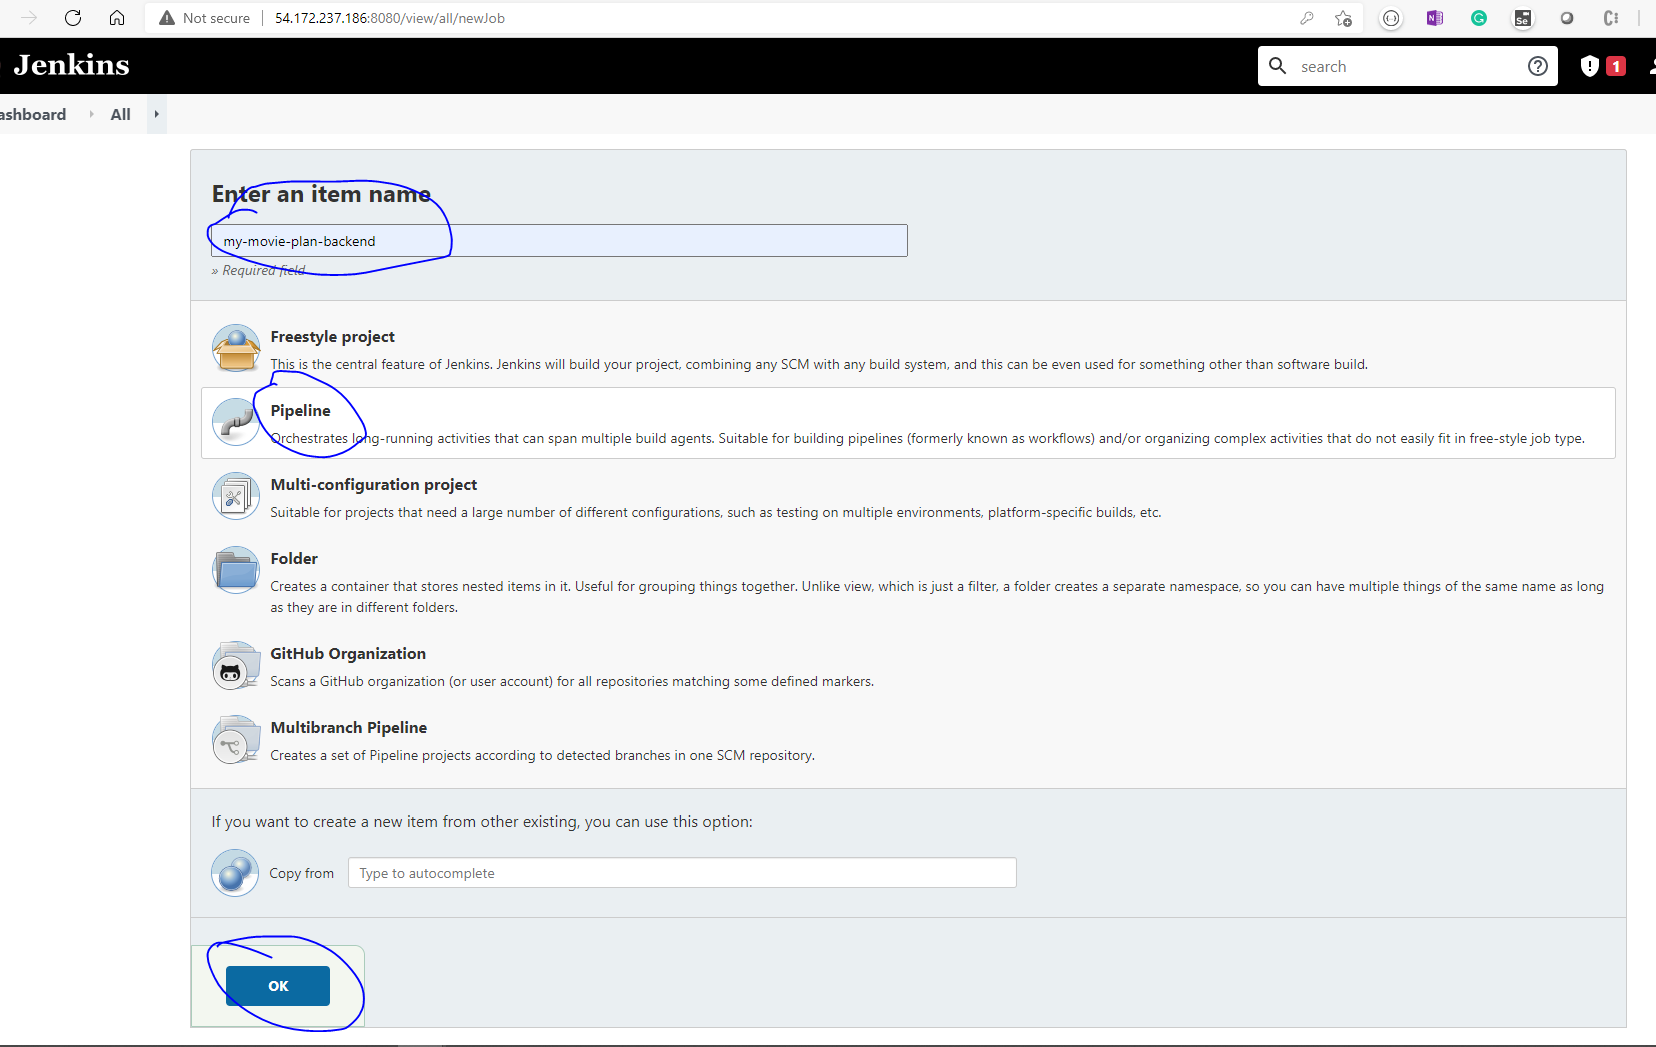 Not secure
54.172.237.186:8080/view/all/newJob
Jenkins
search
1
ashboard
All
Enter an item name
my-movie-plan-backend
» Required field
Freestyle project
This is the central feature of Jenkins. Jenkins will build your project, combining any SCM with any build system, and this can be even used for something other than software build.
Pipeline
Orchestrates long-running activities that can span multiple build agents. Suitable for building pipelines (formerly known as workflows) and/or organizing complex activities that do not easily fit in free-style job type.
Multi-configuration project
Suitable for projects that need a large number of different configurations, such as testing on multiple environments, platform-specific builds, etc.
Folder
Creates a container that stores nested items in it. Useful for grouping things together. Unlike view, which is just a filter, a folder creates a separate namespace, so you can have multiple things of the same name as long
as they are in different folders.
GitHub Organization
Scans a GitHub organization (or user account) for all repositories matching some defined markers.
Multibranch Pipeline
Creates a set of Pipeline projects according to detected branches in one SCM repository.
If you want to create a new item from other existing, you can use this option:
Copy from
Type to autocomplete
OK